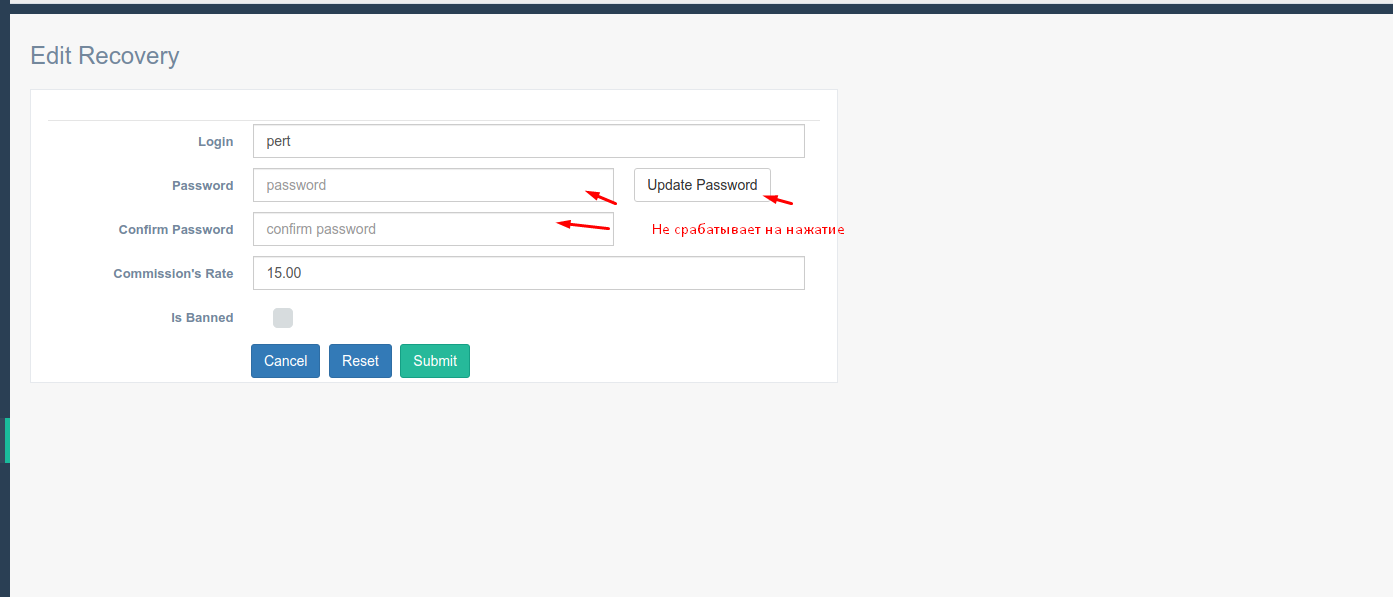 Edit Recovery
Login pert
Password password Update Password
Confirm Password confirm password Не срабатывает на нажатие
Commission's Rate 15.00
Is Banned
Cancel Reset Submit